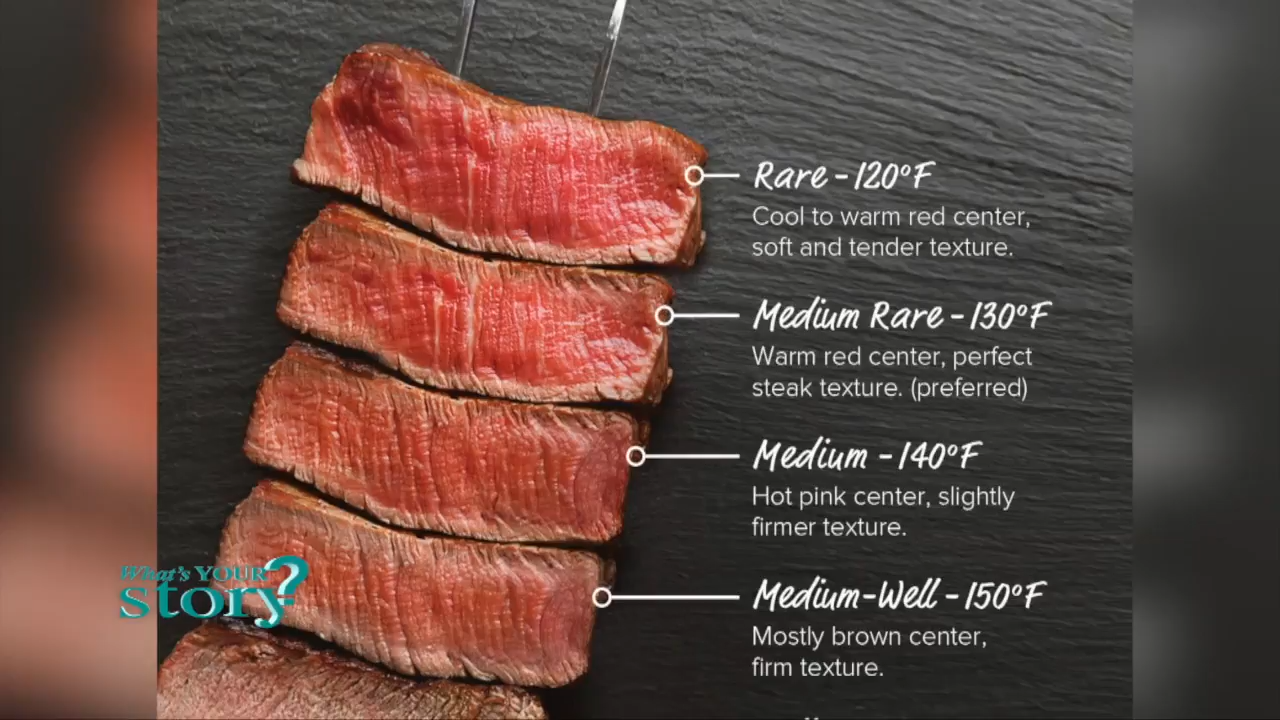 Rare - 120°F
Cool to warm red center,
soft and tender texture.
Medium Rare - 130°F
Warm red center, perfect
steak texture. (preferred)
Medium - 140°F
Hot pink center, slightly
firmer texture.
Medium-Well - 150°F
Mostly brown center,
firm texture.
What's YOUR
story?